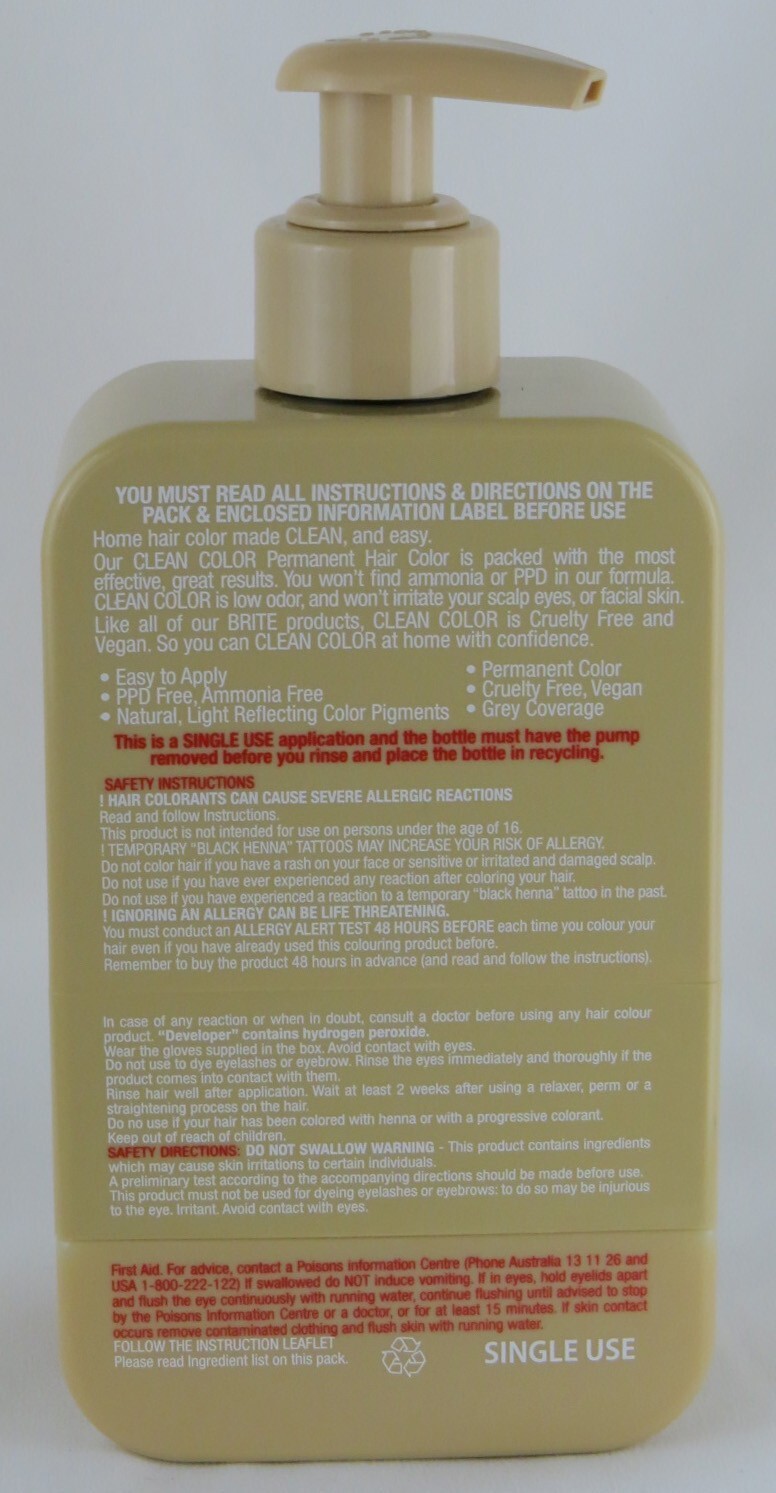 YOU MUST READ ALL INSTRUCTIONS & DIRECTIONS ON THE
PACK & ENCLOSED INFORMATION LABEL BEFORE USE
Home hair color made CLEAN, and easy.
Our CLEAN COLOR Permanent Hair Color is packed with the most
effective, great results. You won't find ammonia or PPD in our formula.
CLEAN COLOR is low odor, and won't irritate your scalp eyes, or facial skin.
Like all of our BRITE products, CLEAN COLOR is Cruelty Free and
Vegan. So you can CLEAN COLOR at home with confidence.
• Easy to Apply
• PPD Free, Ammonia Free
• Natural, Light Reflecting Color Pigments
• Permanent Color
• Cruelty Free, Vegan
• Grey Coverage
This is a SINGLE USE application and the bottle must have the pump
removed before you rinse and place the bottle in recycling.
SAFETY INSTRUCTIONS
! HAIR COLORANTS CAN CAUSE SEVERE ALLERGIC REACTIONS
Read and follow Instructions.
This product is not intended for use on persons under the age of 16.
! TEMPORARY "BLACK HENNA" TATTOOS MAY INCREASE YOUR RISK OF ALLERGY.
Do not color hair if you have a rash on your face or sensitive or irritated and damaged scalp.
Do not use if you have ever experienced any reaction after coloring your hair.
Do not use if you have experienced a reaction to a temporary "black henna" tattoo in the past.
! IGNORING AN ALLERGY CAN BE LIFE THREATENING.
You must conduct an ALLERGY ALERT TEST 48 HOURS BEFORE each time you colour your
hair even if you have already used this colouring product before.
Remember to buy the product 48 hours in advance (and read and follow the instructions).
In case of any reaction or when in doubt, consult a doctor before using any hair colour
product. "Developer" contains hydrogen peroxide.
Wear the gloves supplied in the box. Avoid contact with eyes.
Do not use to dye eyelashes or eyebrow. Rinse the eyes immediately and thoroughly if the
product comes into contact with them.
Rinse hair well after application. Wait at least 2 weeks after using a relaxer, perm or a
straightening process on the hair.
Do no use if your hair has been colored with henna or with a progressive colorant.
Keep out of reach of children.
SAFETY DIRECTIONS: DO NOT SWALLOW WARNING - This product contains ingredients
which may cause skin irritations to certain individuals.
A preliminary test according to the accompanying directions should be made before use.
This product must not be used for dyeing eyelashes or eyebrows: to do so may be injurious
to the eye. Irritant. Avoid contact with eyes.
First Aid. For advice, contact a Poisons Information Centre (Phone Australia 13 11 26 and
USA 1-800-222-122) If swallowed do NOT induce vomiting. If in eyes, hold eyelids apart
and flush the eye continuously with running water, continue flushing until advised to stop
by the Poisons Information Centre or a doctor, or for at least 15 minutes. If skin contact
occurs remove contaminated clothing and flush skin with running water.
FOLLOW THE INSTRUCTION LEAFLET
Please read Ingredient list on this pack.
SINGLE USE